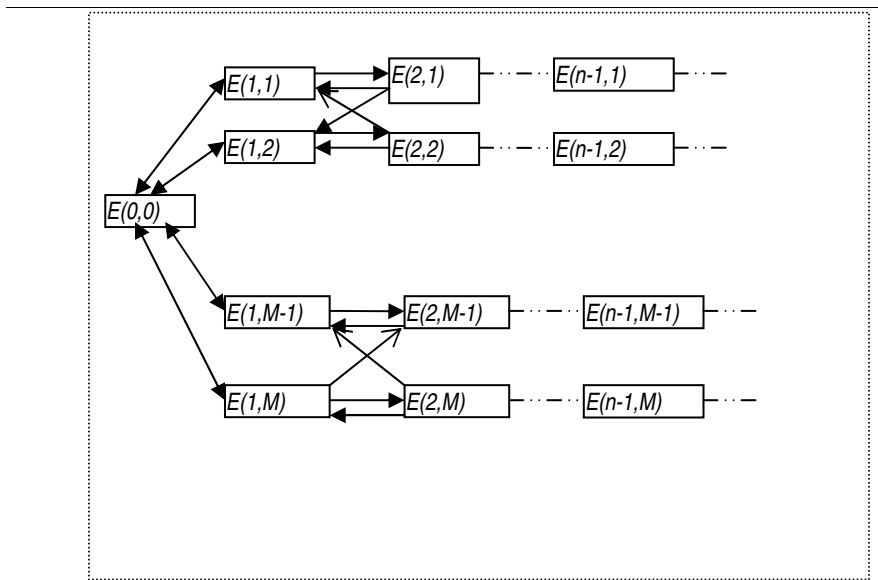 E(1,1) E(2,1) E(n-1,1)
E(1,2) E(2,2) E(n-1,2)
E(0,0)
E(1,M-1) E(2,M-1) E(n-1,M-1)
E(1,M) E(2,M) E(n-1,M)